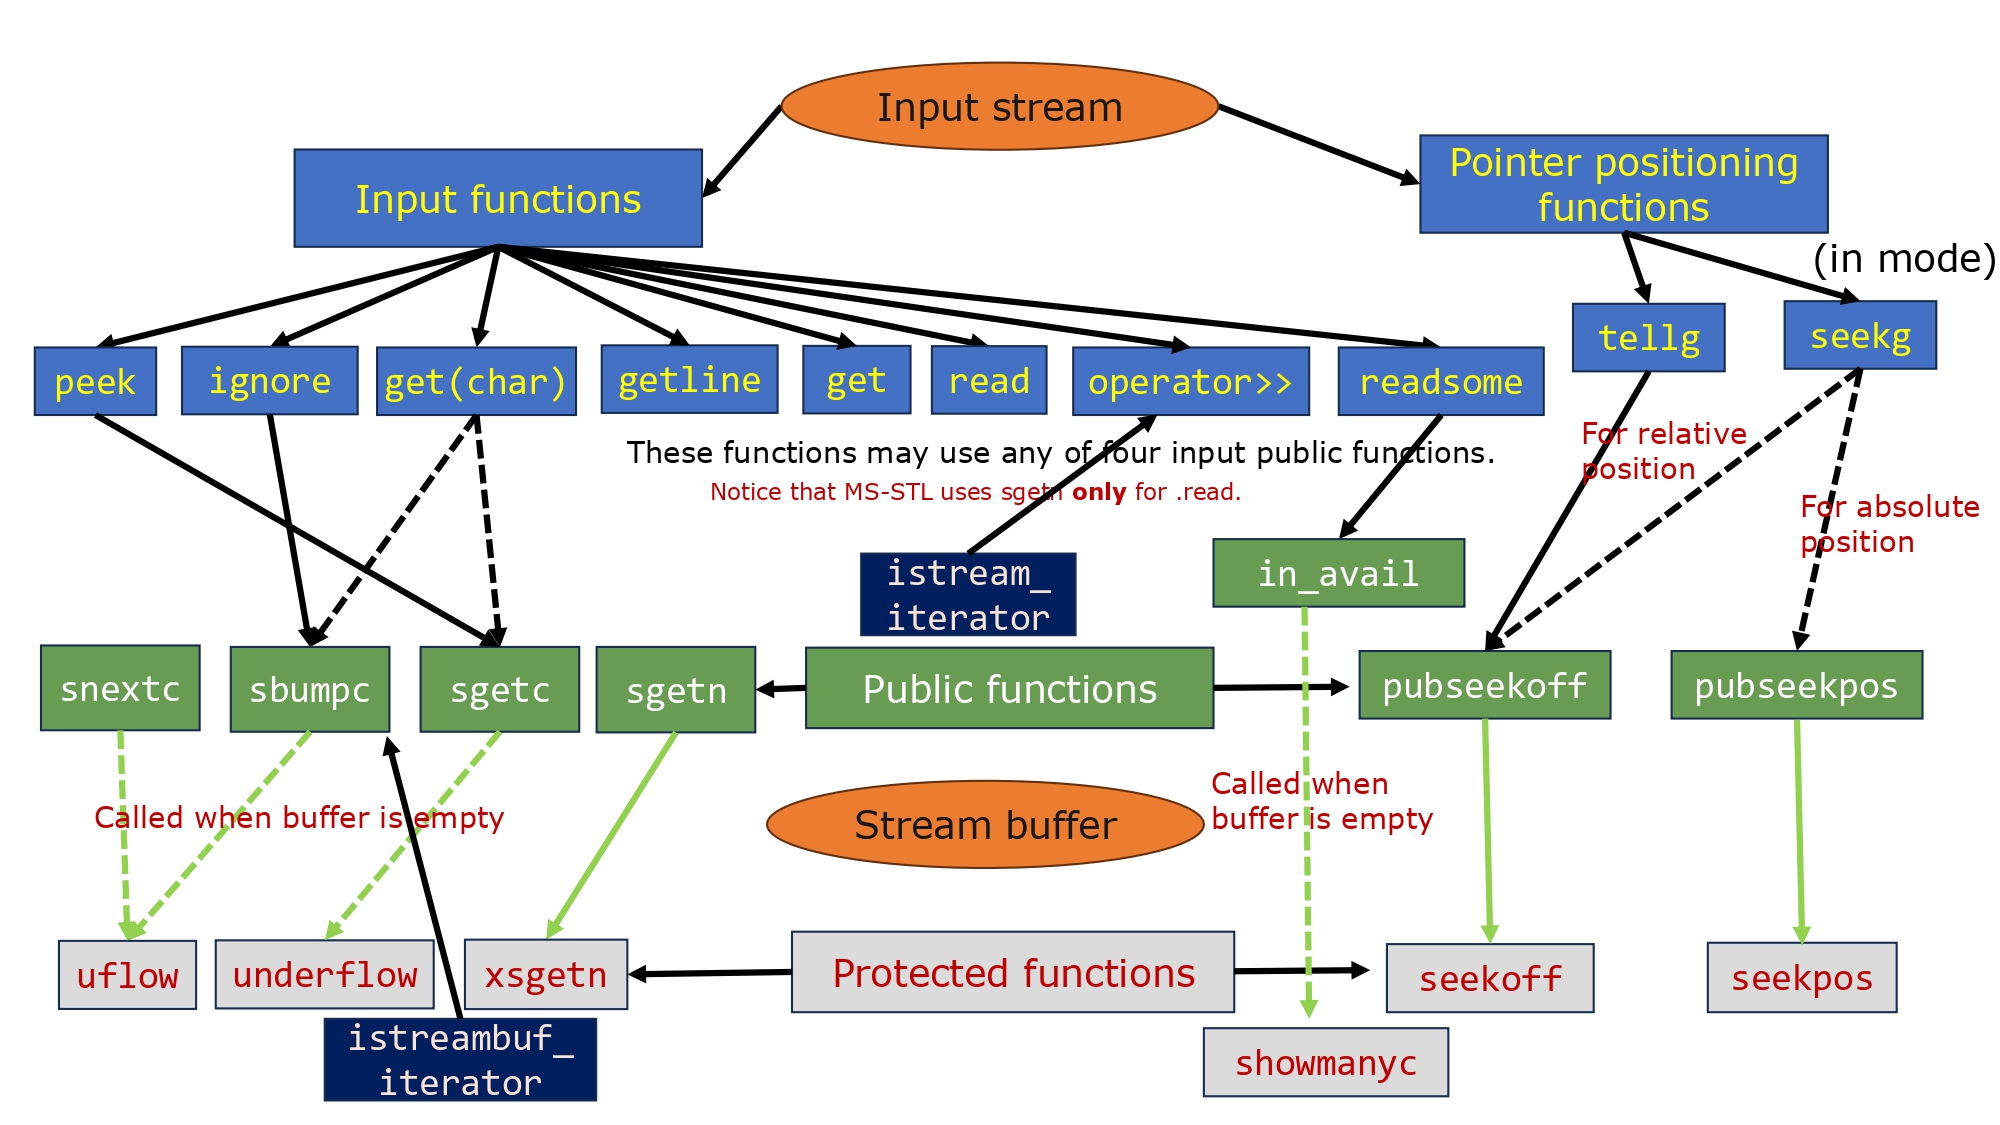 Input stream
Input functions
Pointer positioning
functions
(in mode)
tellg
seekg
peek
ignore
get(char)
getline
get
read
operator>>
readsome
For relative
position
These functions may use any of four input public functions.
Notice that MS-STL uses sgetn only for .read.
For absolute
position
istream_
iterator
in_avail
snextc
sbumpc
sgetc
sgetn
Public functions
pubseekoff
pubseekpos
Called when buffer is empty
Stream buffer
Called when
buffer is empty
uflow
underflow
xsgetn
Protected functions
seekoff
seekpos
istreambuf_
iterator
showmanyc